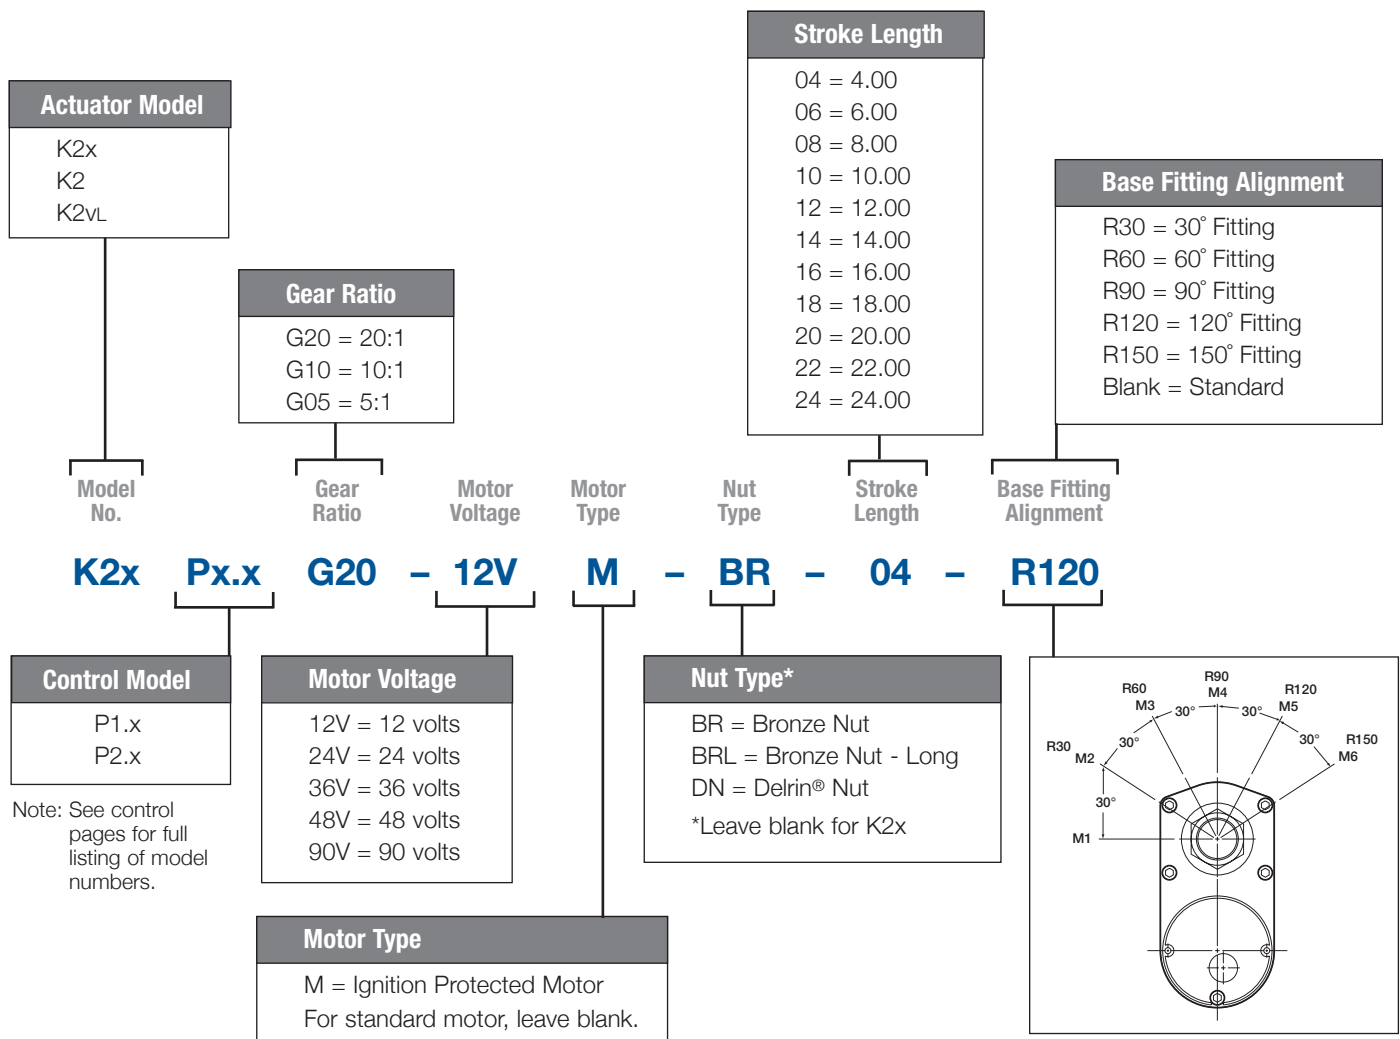 Stroke Length
04 = 4.00
06 = 6.00
08 = 8.00
10 = 10.00
12 = 12.00
14 = 14.00
16 = 16.00
18 = 18.00
20 = 20.00
22 = 22.00
24 = 24.00
Actuator Model
K2x
K2
K2VL
Base Fitting Alignment
R30 = 30° Fitting
R60 = 60° Fitting
R90 = 90° Fitting
R120 = 120° Fitting
R150 = 150° Fitting
Blank = Standard
Gear Ratio
G20 = 20:1
G10 = 10:1
G05 = 5:1
Model
No.
Gear
Ratio
Motor
Voltage
Motor
Type
Nut
Type
Stroke
Length
Base Fitting
Alignment
K2x Px.x G20 – 12V M – BR – 04 – R120
Control Model
P1.x
P2.x
Note: See control
pages for full
listing of model
numbers.
Motor Voltage
12V = 12 volts
24V = 24 volts
36V = 36 volts
48V = 48 volts
90V = 90 volts
Nut Type*
BR = Bronze Nut
BRL = Bronze Nut - Long
DN = Delrin® Nut
*Leave blank for K2x
Motor Type
M = Ignition Protected Motor
For standard motor, leave blank.
R90
M4
R60
M3
R120
M5
30°
30°
R30
M2
30°
30°
R150
M6
30°
M1